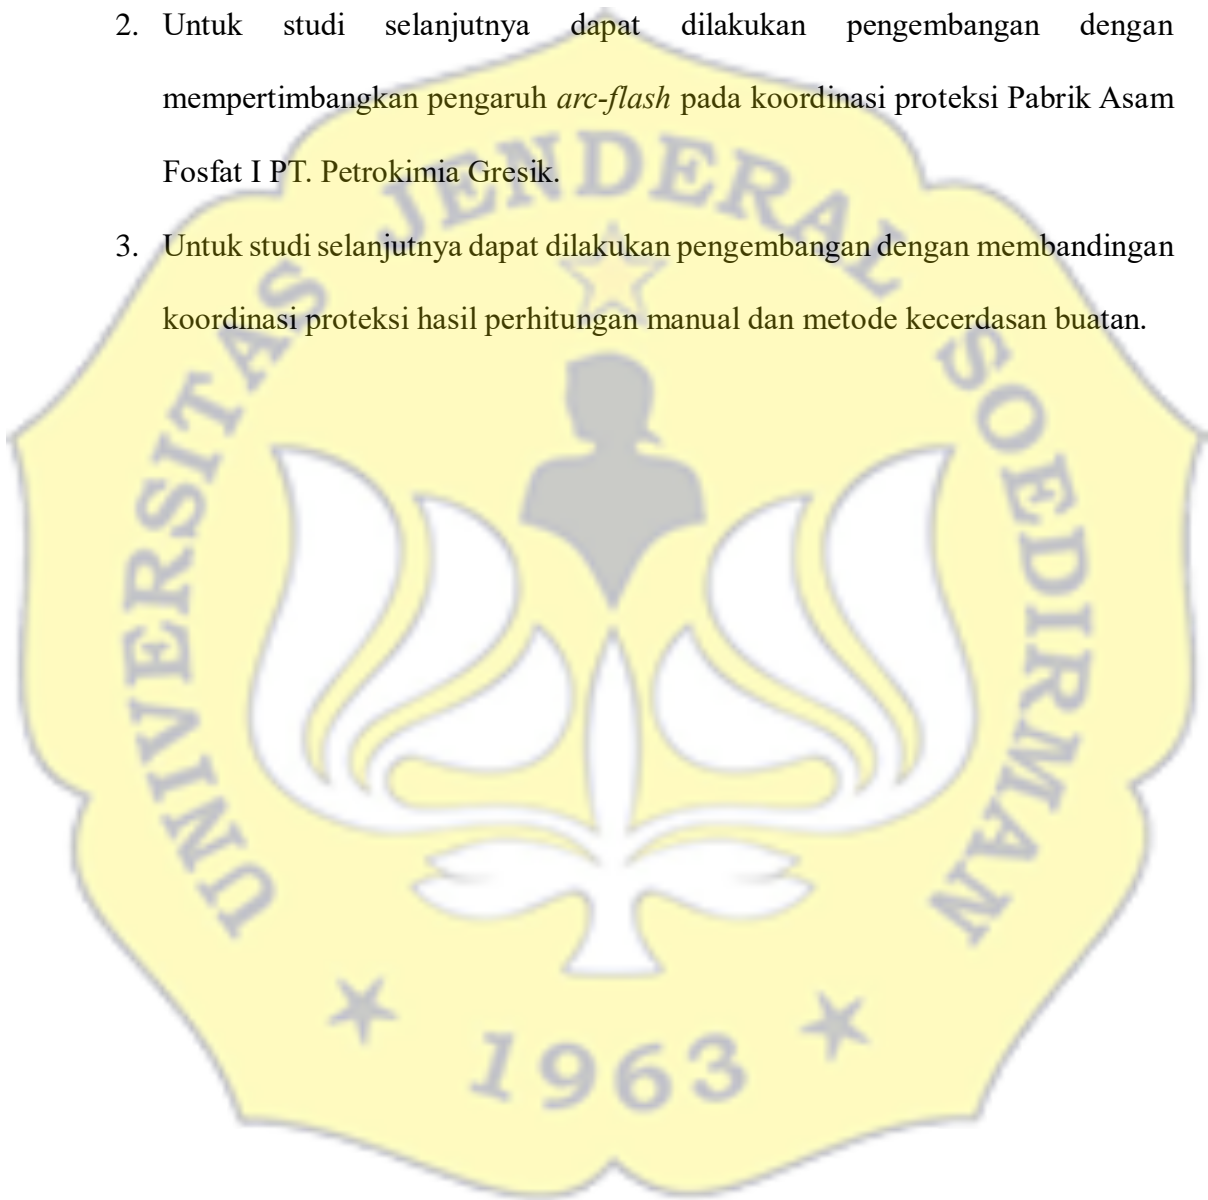 2. Untuk studi selanjutnya dapat dilakukan pengembangan dengan
mempertimbangkan pengaruh arc-flash pada koordinasi proteksi Pabrik Asam
Fosfat I PT. Petrokimia Gresik.
3. Untuk studi selanjutnya dapat dilakukan pengembangan dengan membandingan
koordinasi proteksi hasil perhitungan manual dan metode kecerdasan buatan.
UNIVERSITAS JENDERAL SOEDIRMAN
1963